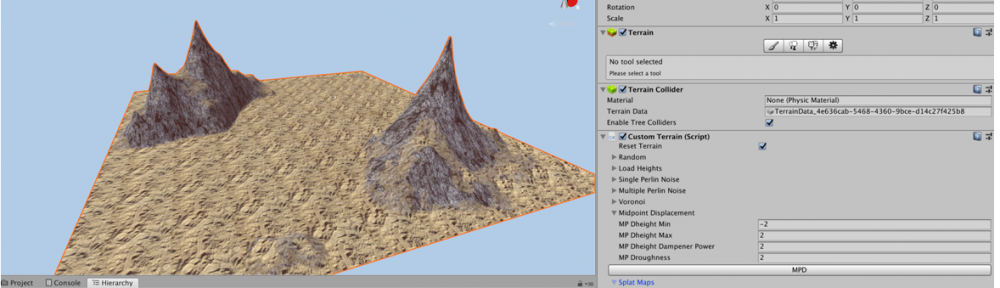 Rotation X 0 Y 0 Z 0
Scale X 1 Y 1 Z 1
Terrain
No tool selected
Please select a tool
Terrain Collider
Material None (Physic Material)
Terrain Data TerrainData_4e636cab-5468-4360-9bce-d14c27f425b8
Enable Tree Colliders
Custom Terrain (Script)
Reset Terrain
Random
Load Heights
Single Perlin Noise
Multiple Perlin Noise
Voronoi
Midpoint Displacement
MP Dheight Min -2
MP Dheight Max 2
MP Dheight Dampener Power 2
MP Droughness 2
MPD
Project Console Hierarchy
Splat Maps